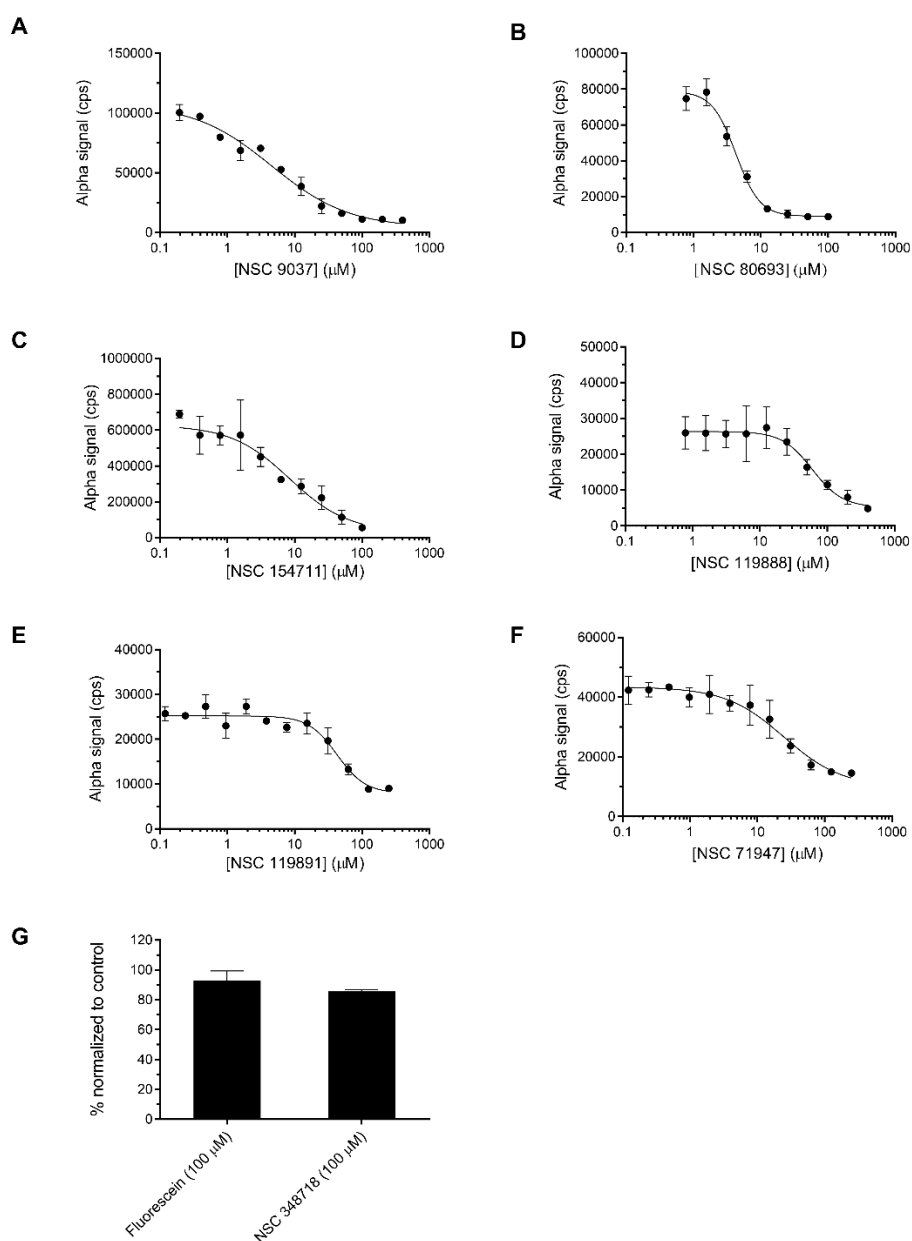 A
Alpha signal (cps)
150000
100000
50000
0
0.1 1 10 100 1000
[NSC 9037] (μM)
B
Alpha signal (cps)
100000
80000
60000
40000
20000
0
0.1 1 10 100 1000
[NSC 80693] (μM)
C
Alpha signal (cps)
1000000
800000
600000
400000
200000
0
0.1 1 10 100 1000
[NSC 154711] (μM)
D
Alpha signal (cps)
50000
40000
30000
20000
10000
0
0.1 1 10 100 1000
[NSC 119888] (μM)
E
Alpha signal (cps)
40000
30000
20000
10000
0
0.1 1 10 100 1000
[NSC 119891] (μM)
F
Alpha signal (cps)
60000
40000
20000
0
0.1 1 10 100 1000
[NSC 71947] (μM)
G
% normalized to control
120
100
80
60
40
20
0
Fluorescein (100 μM)
NSC 348718 (100 μM)